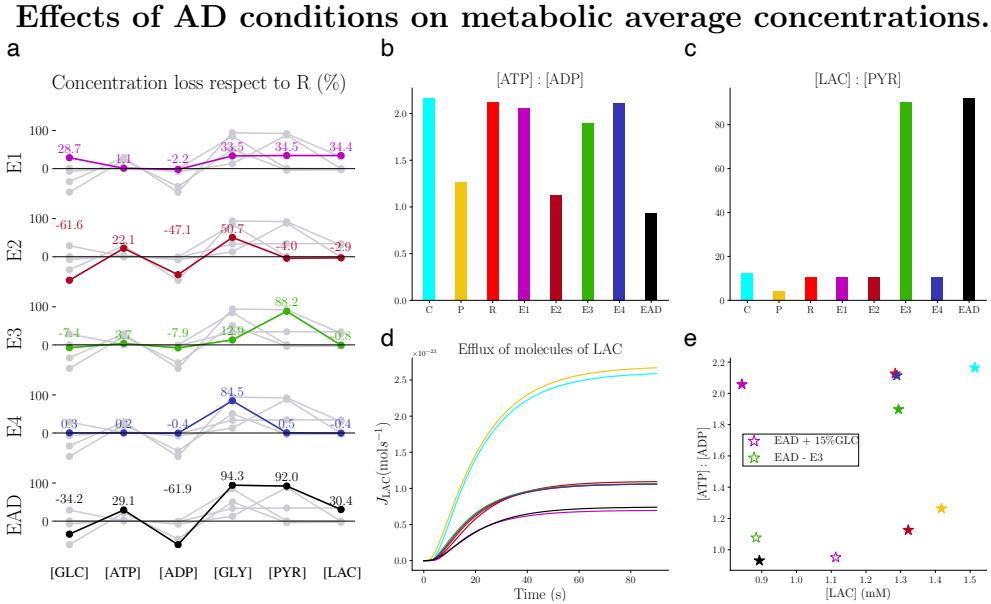 Effects of AD conditions on metabolic average concentrations.
a
Concentration loss respect to R (%)
E1
100
0
28.7
1.1
-2.2
33.5
34.5
34.4
E2
100
0
-61.6
22.1
-47.1
50.7
-4.0
-2.9
E3
100
0
-7.4
3.7
-7.9
12.9
88.2
0.8
E4
100
0
0.3
0.2
-0.4
84.5
0.5
-0.4
EAD
100
0
-34.2
29.1
-61.9
94.3
92.0
30.4
[GLC] [ATP] [ADP] [GLY] [PYR] [LAC]
b
[ATP] : [ADP]
2.0
1.5
1.0
0.5
0.0
C P R E1 E2 E3 E4 EAD
c
[LAC] : [PYR]
80
60
40
20
0
C P R E1 E2 E3 E4 EAD
d
Efflux of molecules of LAC
×10⁻²³
J_LAC(mols⁻¹)
2.5
2.0
1.5
1.0
0.5
0.0
0 20 40 60 80
Time (s)
e
[ATP] : [ADP]
2.2
2.0
1.8
1.6
1.4
1.2
1.0
EAD + 15%GLC
EAD - E3
0.9 1.0 1.1 1.2 1.3 1.4 1.5
[LAC] (mM)